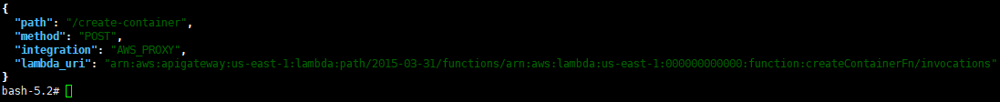 {
  "path": "/create-container",
  "method": "POST",
  "integration": "AWS_PROXY",
  "lambda_uri": "arn:aws:apigateway:us-east-1:lambda:path/2015-03-31/functions/arn:aws:lambda:us-east-1:000000000000:function:createContainerFn/invocations"
}
bash-5.2#